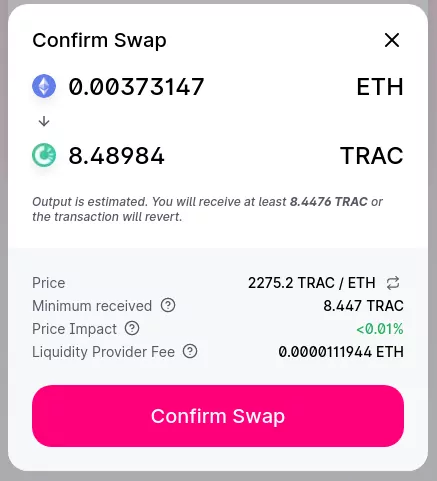 Confirm Swap
0.00373147 ETH
8.48984 TRAC
Output is estimated. You will receive at least 8.4476 TRAC or
the transaction will revert.
Price 2275.2 TRAC / ETH
Minimum received 8.447 TRAC
Price Impact <0.01%
Liquidity Provider Fee 0.0000111944 ETH
Confirm Swap